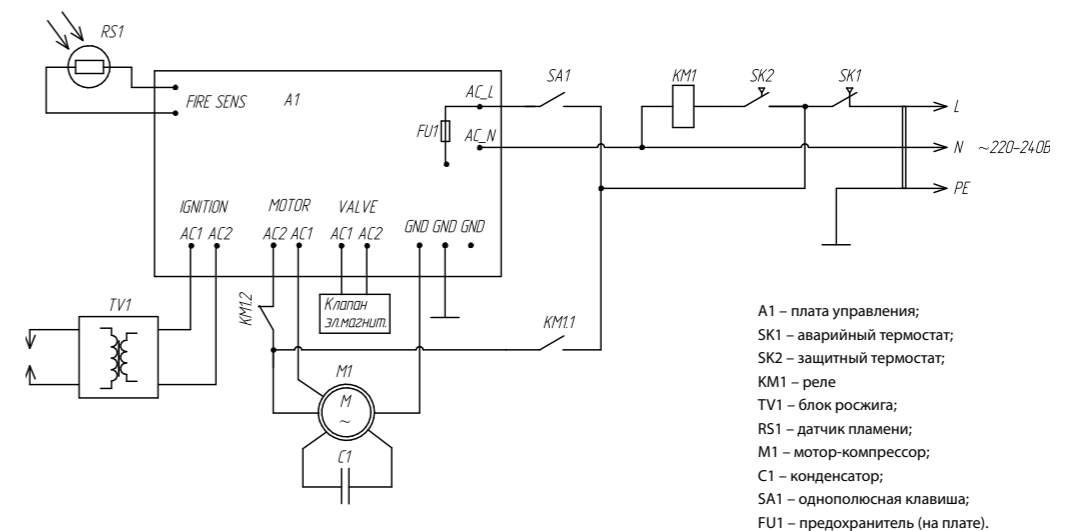 RS1
SA1
KM1
SK2
SK1
AC_L
L
FIRE SENS
A1
FU1
AC_N
N
~220-240В
PE
IGNITION
MOTOR
VALVE
GND GND GND
AC1 AC2
AC2 AC1
AC1 AC2
TV1
KM1.2
Клапан
эл.магнит.
KM1.1
M1
M
~
C1
A1 – плата управления;
SK1 – аварийный термостат;
SK2 – защитный термостат;
KM1 – реле
TV1 – блок росжига;
RS1 – датчик пламени;
M1 – мотор-компрессор;
C1 – конденсатор;
SA1 – однополюсная клавиша;
FU1 – предохранитель (на плате).